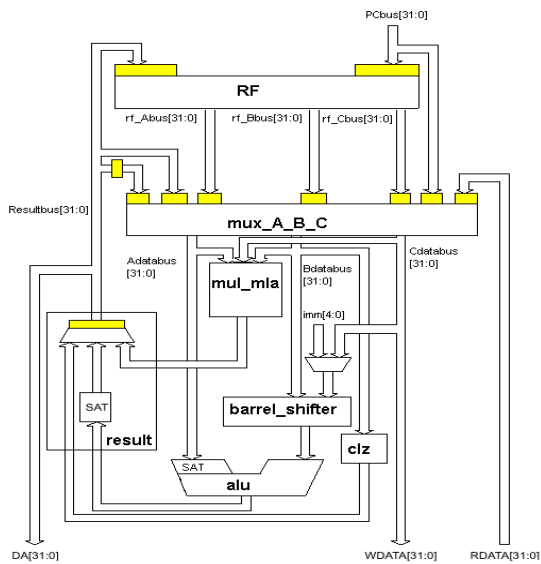 PCbus[31:0]
RF
rf_Abus[31:0]
rf_Bbus[31:0]
rf_Cbus[31:0]
Resultbus[31:0]
mux_A_B_C
Adatabus
[31:0]
mul_mla
Bdatabus
[31:0]
Cdatabus
[31:0]
imm[4:0]
SAT
result
barrel_shifter
clz
SAT
alu
DA[31:0]
WDATA[31:0]
RDATA[31:0]